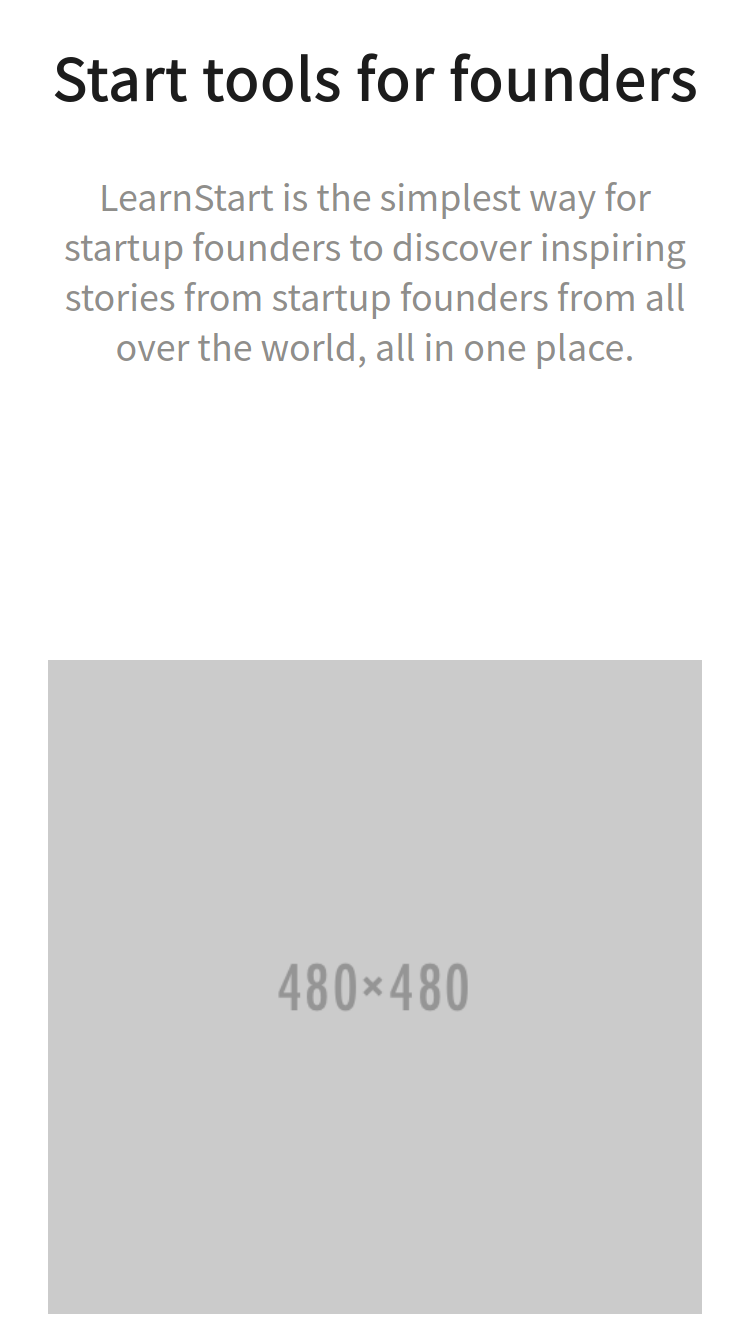 Start tools for founders
LearnStart is the simplest way for
startup founders to discover inspiring
stories from startup founders from all
over the world, all in one place.
480×480